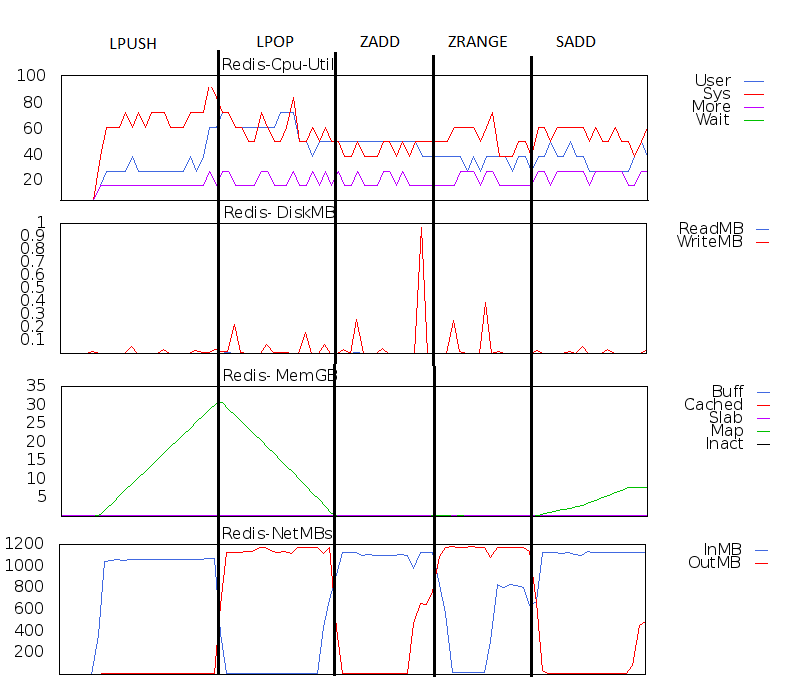 LPUSH LPOP ZADD ZRANGE SADD
Redis-Cpu-Util
100
80
60
40
20
User
Sys
More
Wait
Redis- DiskMB
1
0.9
0.8
0.7
0.6
0.5
0.4
0.3
0.2
0.1
ReadMB
WriteMB
Redis- MemGB
35
30
25
20
15
10
5
Buff
Cached
Slab
Map
Inact
Redis-NetMBs
1200
1000
800
600
400
200
InMB
OutMB